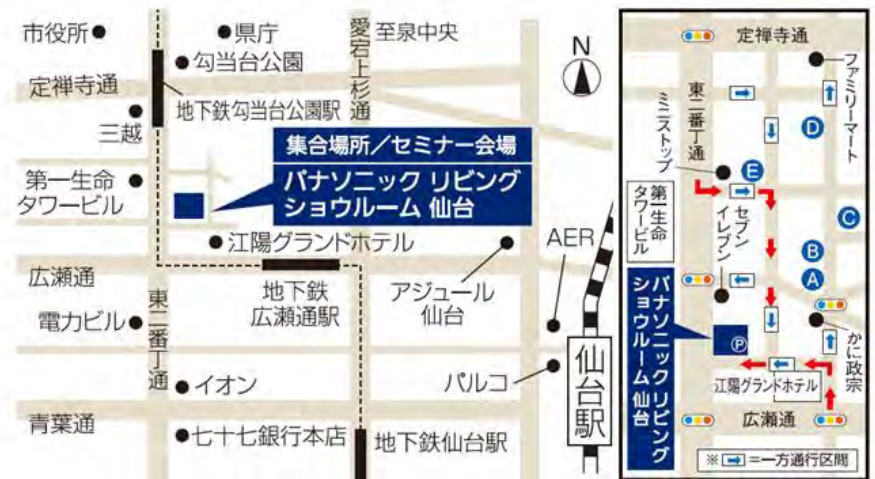 市役所
県庁
勾当台公園
愛宕上杉通
至泉中央
定禅寺通
地下鉄勾当台公園駅
三越
集合場所／セミナー会場
パナソニック リビング
ショウルーム 仙台
第一生命
タワービル
江陽グランドホテル
AER
広瀬通
地下鉄
広瀬通駅
アジュール
仙台
東二番丁通
電力ビル
イオン
パルコ
仙台駅
青葉通
七十七銀行本店
地下鉄仙台駅
N
定禅寺通
ファミリーマート
東二番丁通
ミニストップ
D
E
第一生命
タワービル
セブン
イレブン
C
B
A
パナソニック リビング
ショウルーム 仙台
P
かに政宗
江陽グランドホテル
広瀬通
※➡=一方通行区間